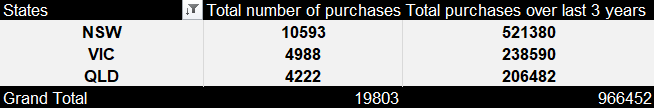 States Total number of purchases Total purchases over last 3 years
NSW 10593 521380
VIC 4988 238590
QLD 4222 206482
Grand Total 19803 966452